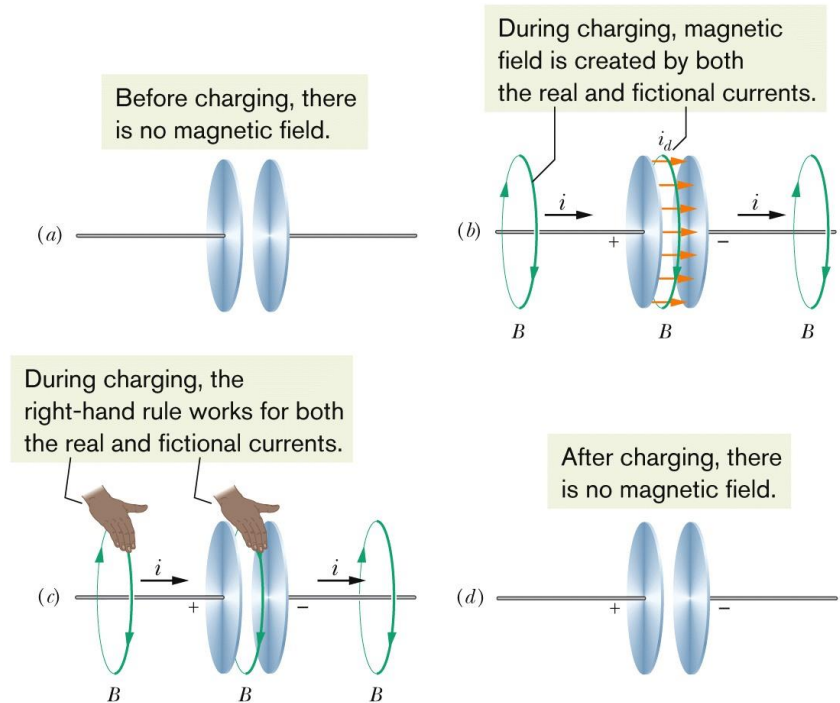 Before charging, there
is no magnetic field.
(a)
During charging, magnetic
field is created by both
the real and fictional currents.
i_d
i
i
(b)
+
−
B
B
B
During charging, the
right-hand rule works for both
the real and fictional currents.
i
i
(c)
+
−
B
B
B
After charging, there
is no magnetic field.
(d)
+
−